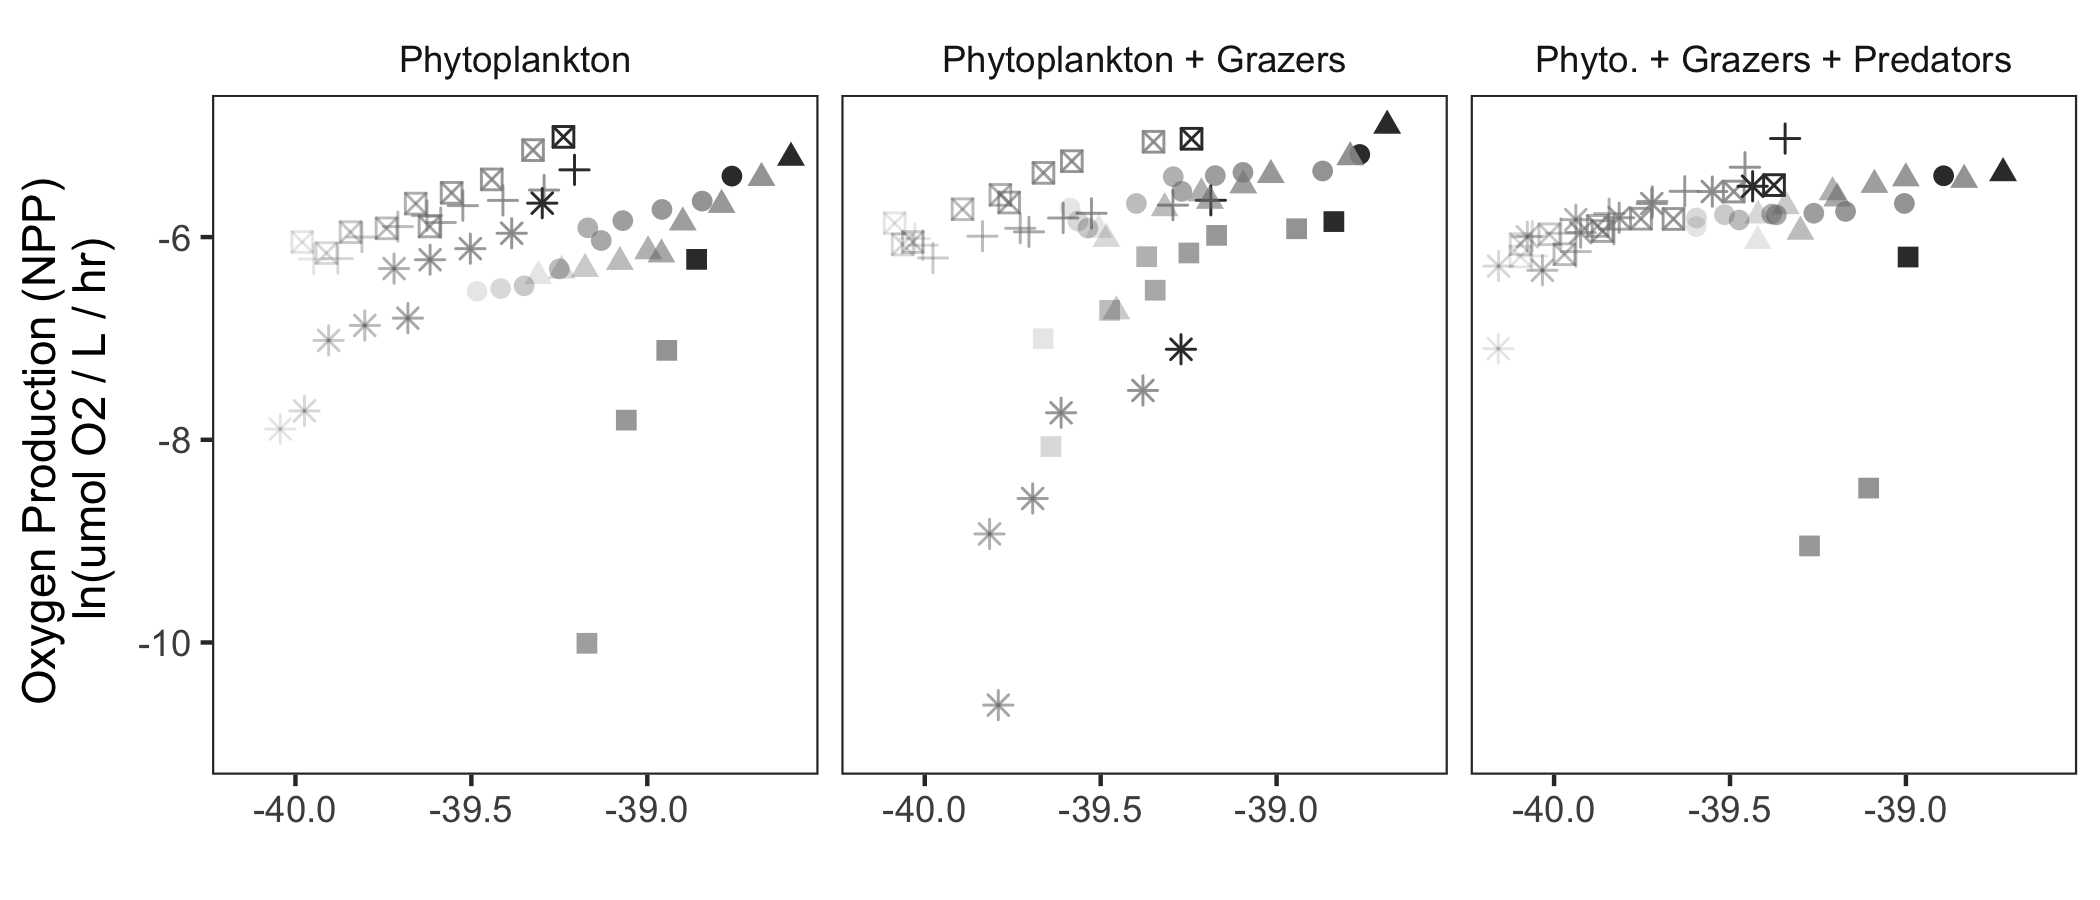 Phytoplankton
Phytoplankton + Grazers
Phyto. + Grazers + Predators
Oxygen Production (NPP)
ln(umol O2 / L / hr)
-6
-8
-10
-40.0 -39.5 -39.0
-40.0 -39.5 -39.0
-40.0 -39.5 -39.0